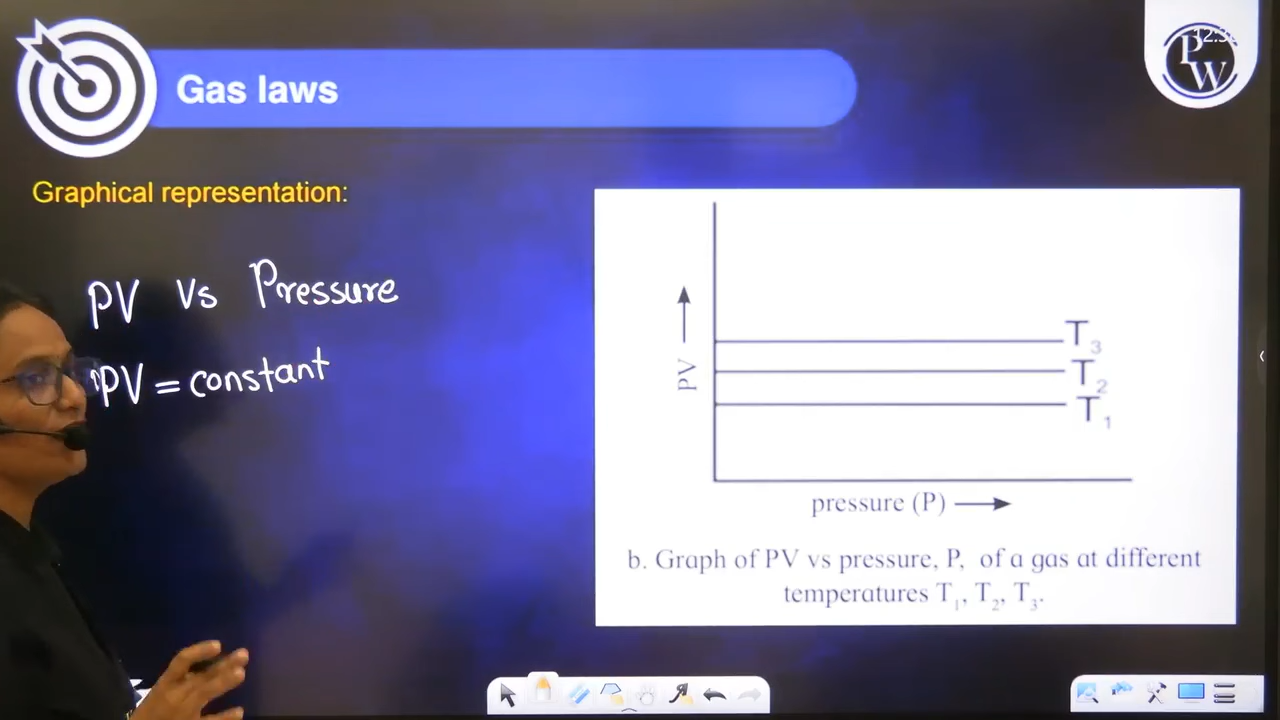 Gas laws
PW
Graphical representation:
PV vs Pressure
PV = constant
PV
T3
T2
T1
pressure (P)
b. Graph of PV vs pressure, P, of a gas at different
temperatures T1, T2, T3.